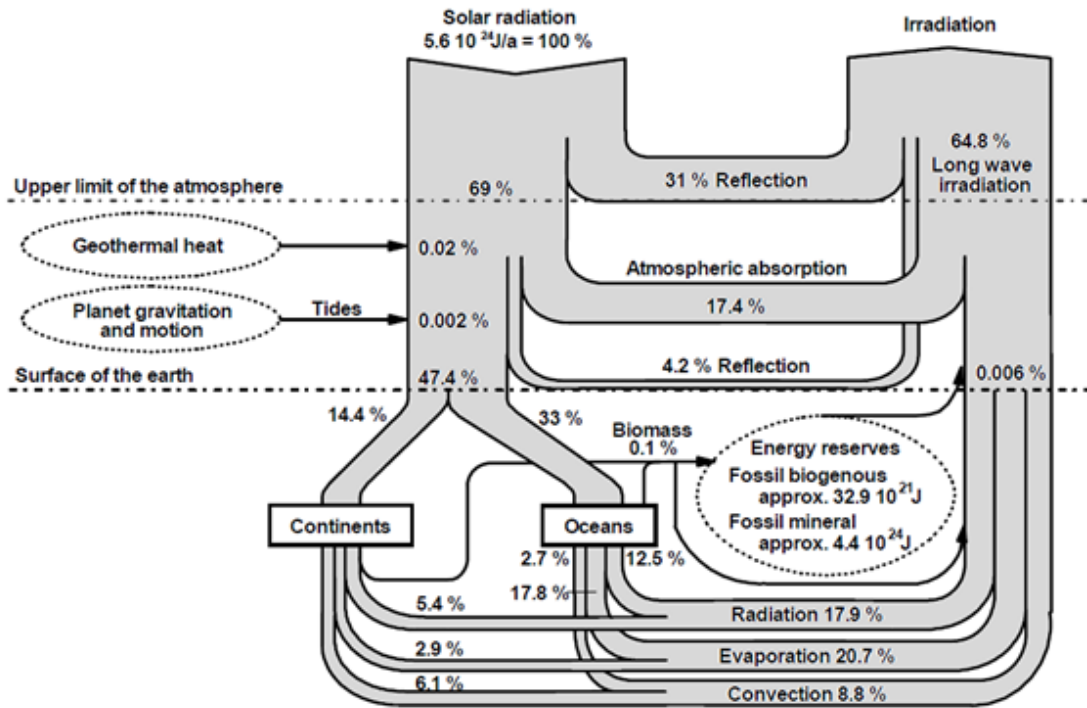 Solar radiation
5.6 10 24J/a = 100 %
Irradiation
64.8 %
Long wave
irradiation
Upper limit of the atmosphere
69 %
31 % Reflection
Geothermal heat
0.02 %
Atmospheric absorption
17.4 %
Planet gravitation
and motion
Tides
0.002 %
4.2 % Reflection
Surface of the earth
47.4 %
0.006 %
14.4 %
33 %
Biomass
0.1 %
Energy reserves
Fossil biogenous
approx. 32.9 10 21J
Fossil mineral
approx. 4.4 10 24J
Continents
Oceans
2.7 %
12.5 %
17.8 %
5.4 %
Radiation 17.9 %
2.9 %
Evaporation 20.7 %
6.1 %
Convection 8.8 %